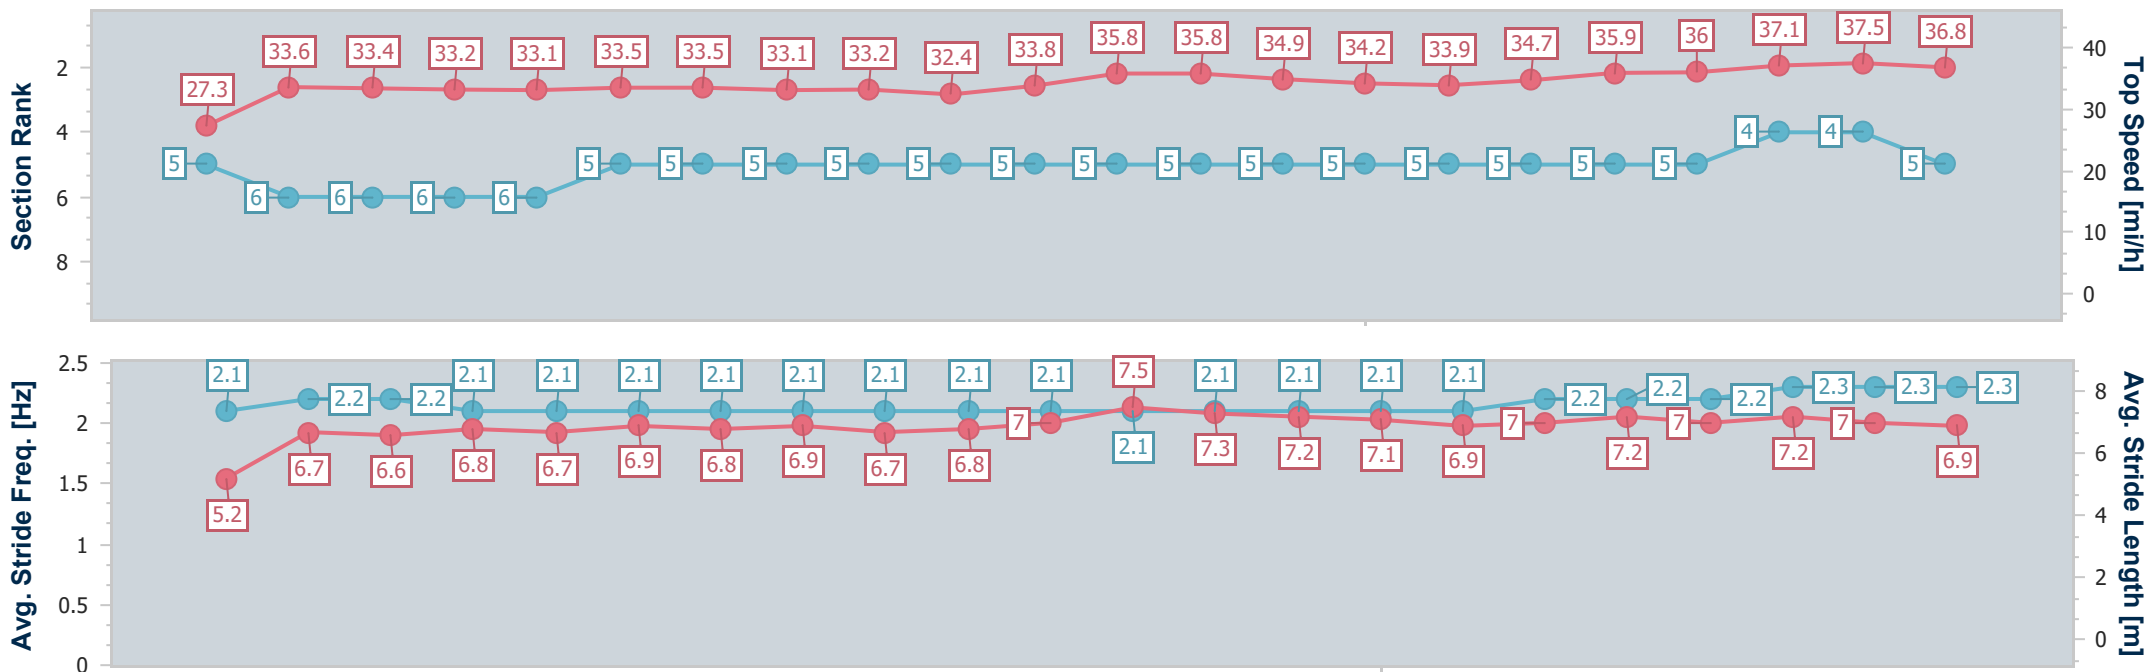 Section Rank
2
4
6
8
27.3 33.6 33.4 33.2 33.1 33.5 33.5 33.1 33.2 32.4 33.8 35.8 35.8 34.9 34.2 33.9 34.7 35.9 36 37.1 37.5 36.8
5 6 6 6 6 5 5 5 5 5 5 5 5 5 5 5 5 5 5 4 4 5
40
30
20
10
0
Top Speed [mi/h]
Avg. Stride Freq. [Hz]
2.5
2
1.5
1
0.5
0
2.1 2.2 2.2 2.1 2.1 2.1 2.1 2.1 2.1 2.1 2.1 2.1 2.1 2.1 2.1 2.1 2.2 2.2 2.2 2.3 2.3 2.3
5.2 6.7 6.6 6.8 6.7 6.9 6.8 6.9 6.7 6.8 7 7.5 7.3 7.2 7.1 6.9 7 7.2 7 7.2 7 6.9
8
6
4
2
0
Avg. Stride Length [m]